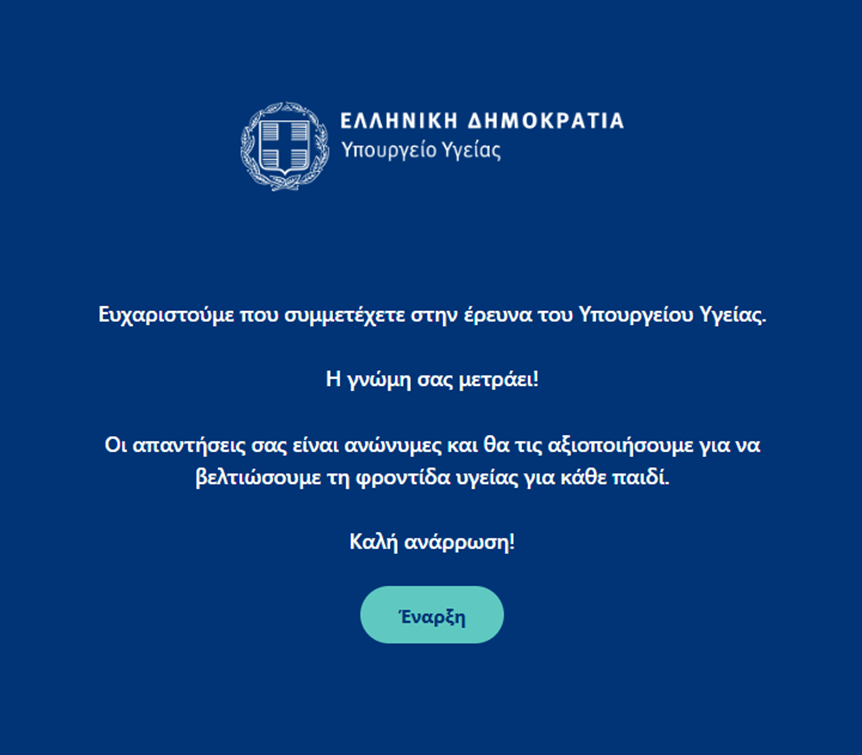 ΕΛΛΗΝΙΚΗ ΔΗΜΟΚΡΑΤΙΑ
Υπουργείο Υγείας
Ευχαριστούμε που συμμετέχετε στην έρευνα του Υπουργείου Υγείας.
Η γνώμη σας μετράει!
Οι απαντήσεις σας είναι ανώνυμες και θα τις αξιοποιήσουμε για να
βελτιώσουμε τη φροντίδα υγείας για κάθε παιδί.
Καλή ανάρρωση!
Έναρξη